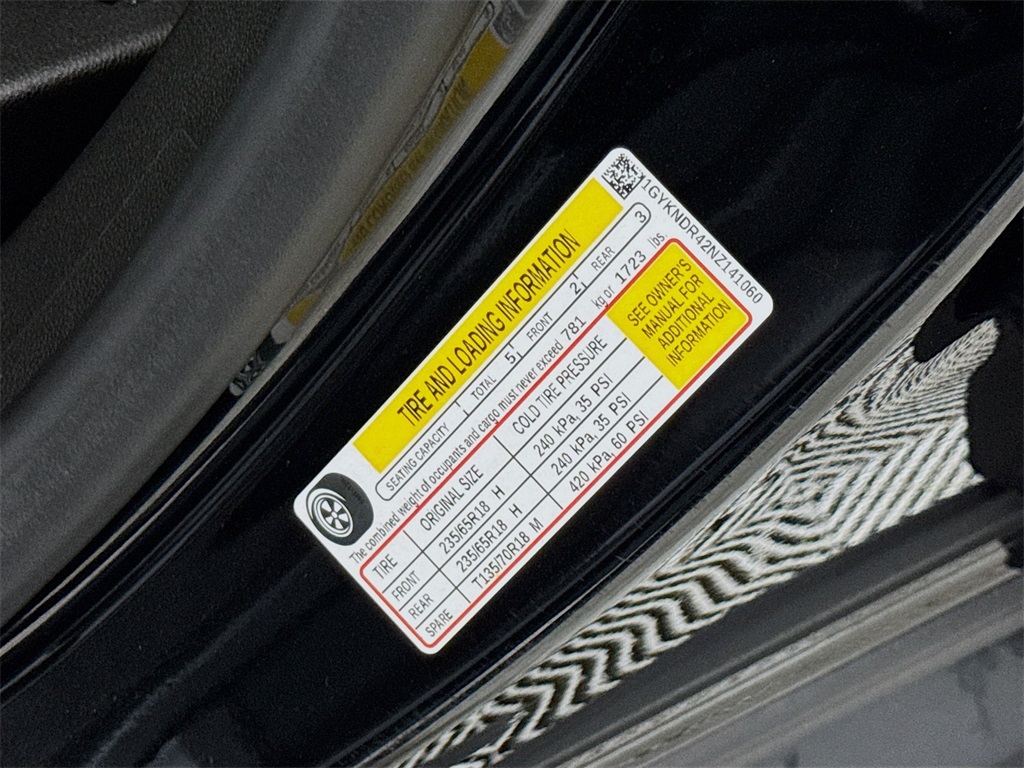 1GYKNDR42NZ141060
TIRE AND LOADING INFORMATION
SEATING CAPACITY TOTAL 5 FRONT 2 REAR 3
The combined weight of occupants and cargo must never exceed 781 kg or 1723 lbs.
TIRE ORIGINAL SIZE COLD TIRE PRESSURE
FRONT 235/65R18 H 240 kPa, 35 PSI
REAR 235/65R18 H 240 kPa, 35 PSI
SPARE T135/70R18 M 420 kPa, 60 PSI
SEE OWNER'S
MANUAL FOR
ADDITIONAL
INFORMATION